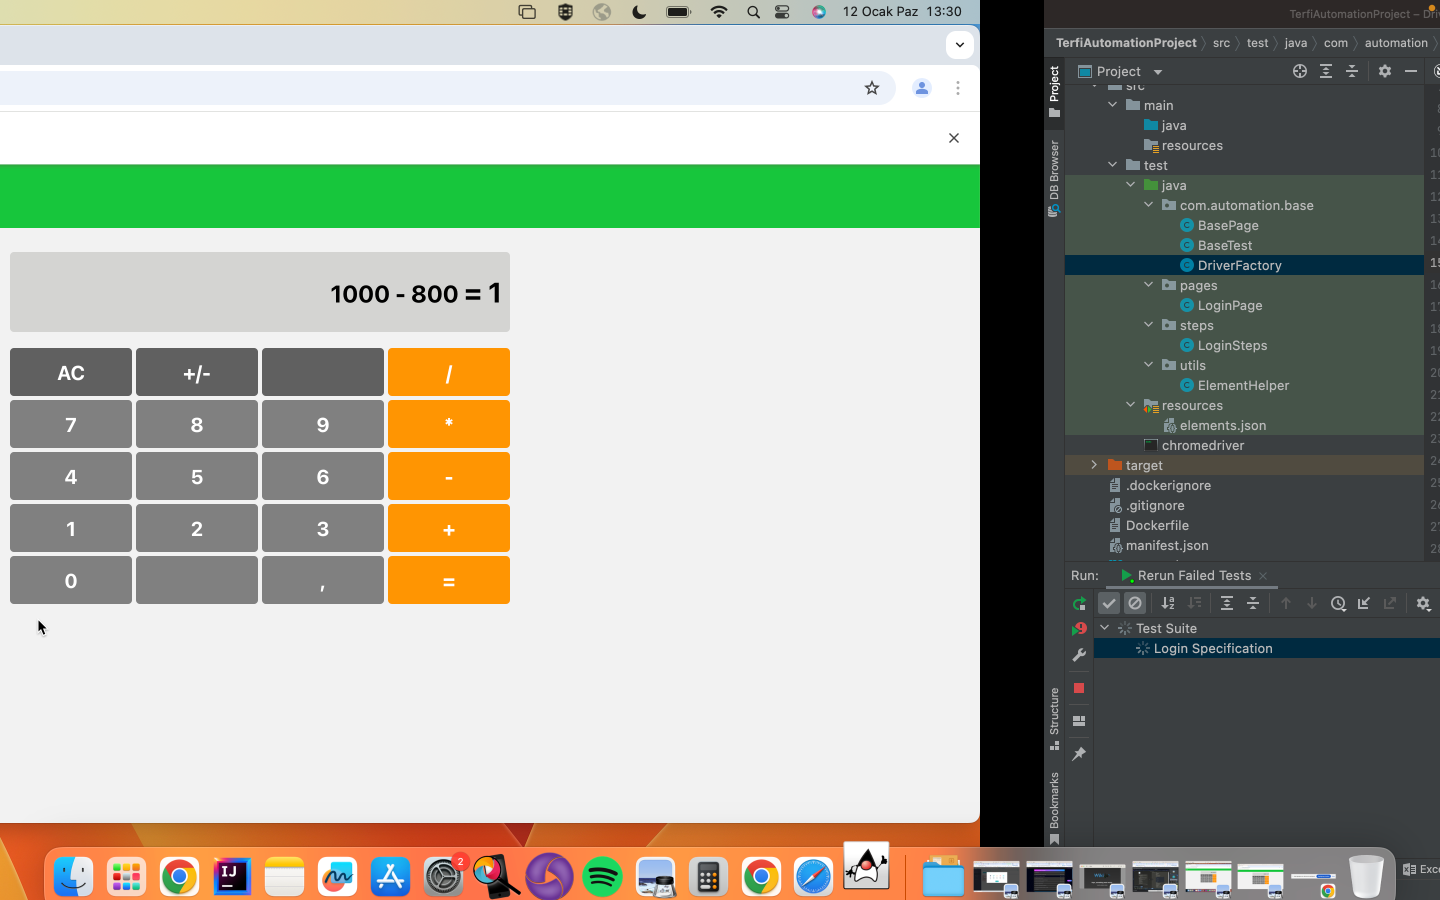 12 Ocak Paz 13:30
1000 - 800 = 1
AC +/- /
7 8 9 *
4 5 6 -
1 2 3 +
0 , =
2
TerfiAutomationProject – Dri
TerfiAutomationProject src test java com automation
Project
Project
DB Browser
Structure
Bookmarks
src
main
java
resources
test
java
com.automation.base
BasePage
BaseTest
DriverFactory
pages
LoginPage
steps
LoginSteps
utils
ElementHelper
resources
elements.json
chromedriver
target
.dockerignore
.gitignore
Dockerfile
manifest.json
Run: Rerun Failed Tests
Test Suite
Login Specification
Exce